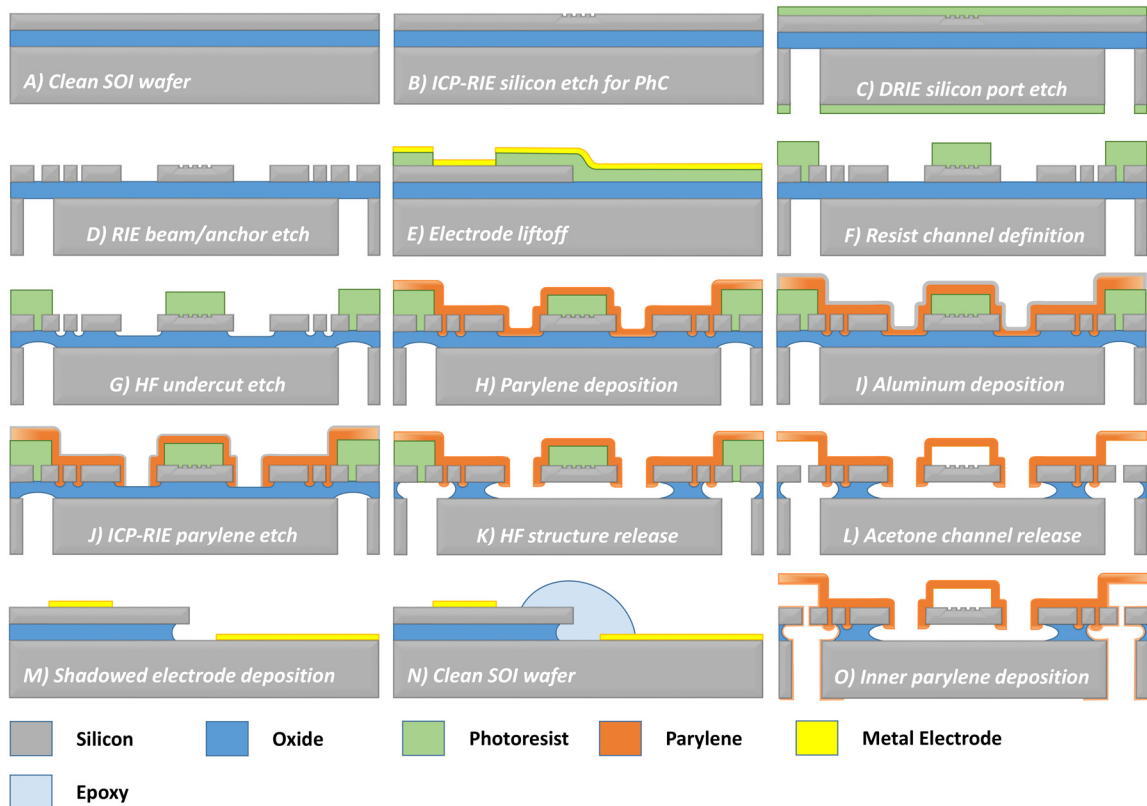 A) Clean SOI wafer
B) ICP-RIE silicon etch for PhC
C) DRIE silicon port etch
D) RIE beam/anchor etch
E) Electrode liftoff
F) Resist channel definition
G) HF undercut etch
H) Parylene deposition
I) Aluminum deposition
J) ICP-RIE parylene etch
K) HF structure release
L) Acetone channel release
M) Shadowed electrode deposition
N) Clean SOI wafer
O) Inner parylene deposition
Silicon
Oxide
Photoresist
Parylene
Metal Electrode
Epoxy